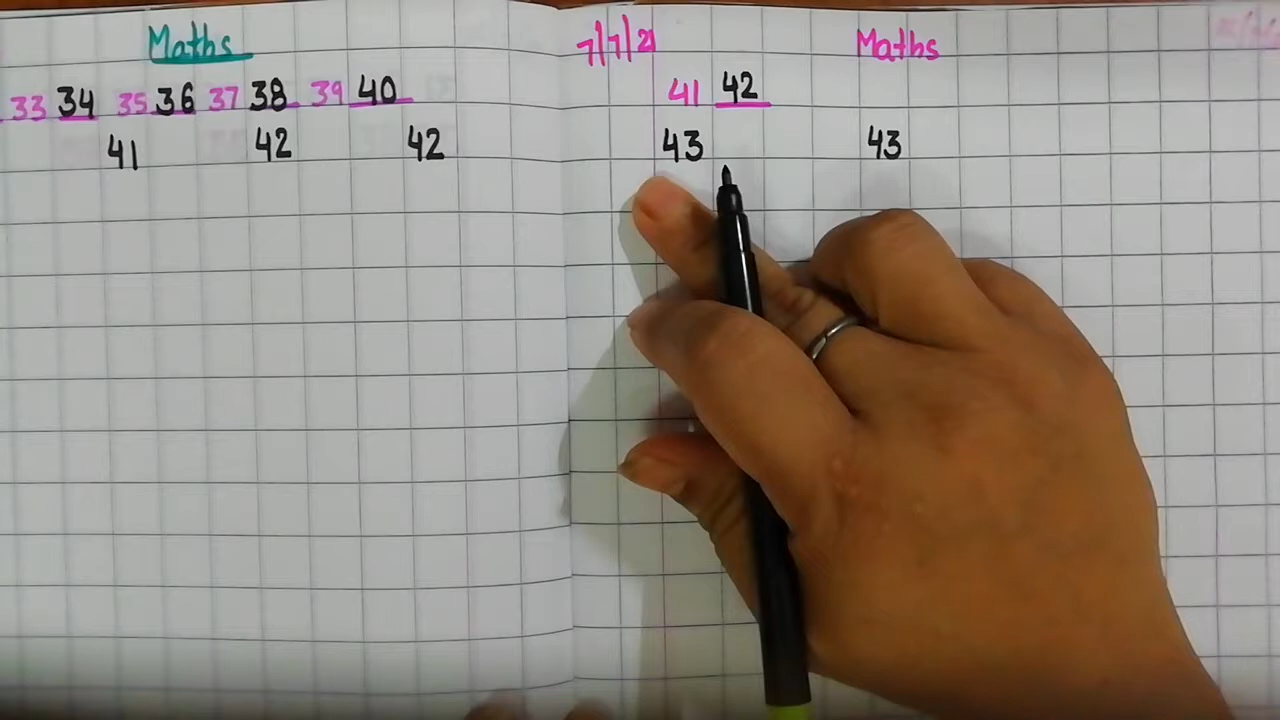 Maths
33 34 35 36 37 38 39 40
41 42 42
7/7/21 Maths
41 42
43 43